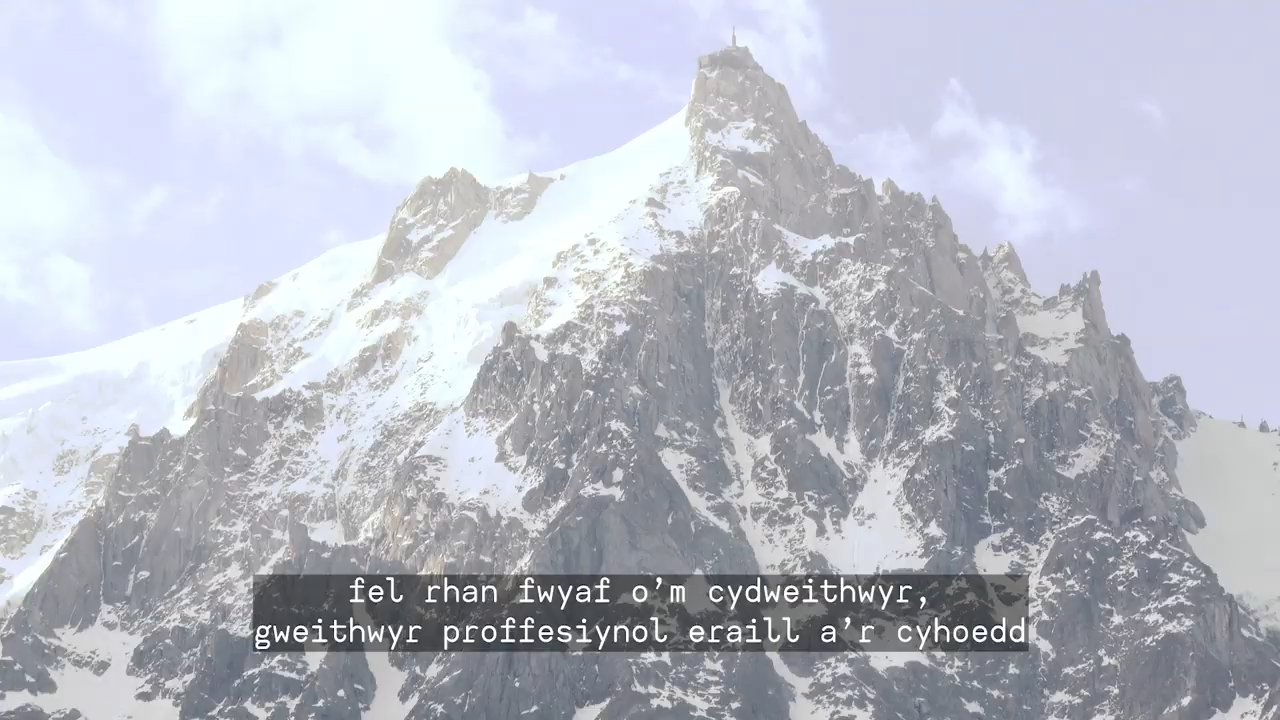 fel rhan fwyaf o’m cydweithwyr,
gweithwyr proffesiynol eraill a’r cyhoedd